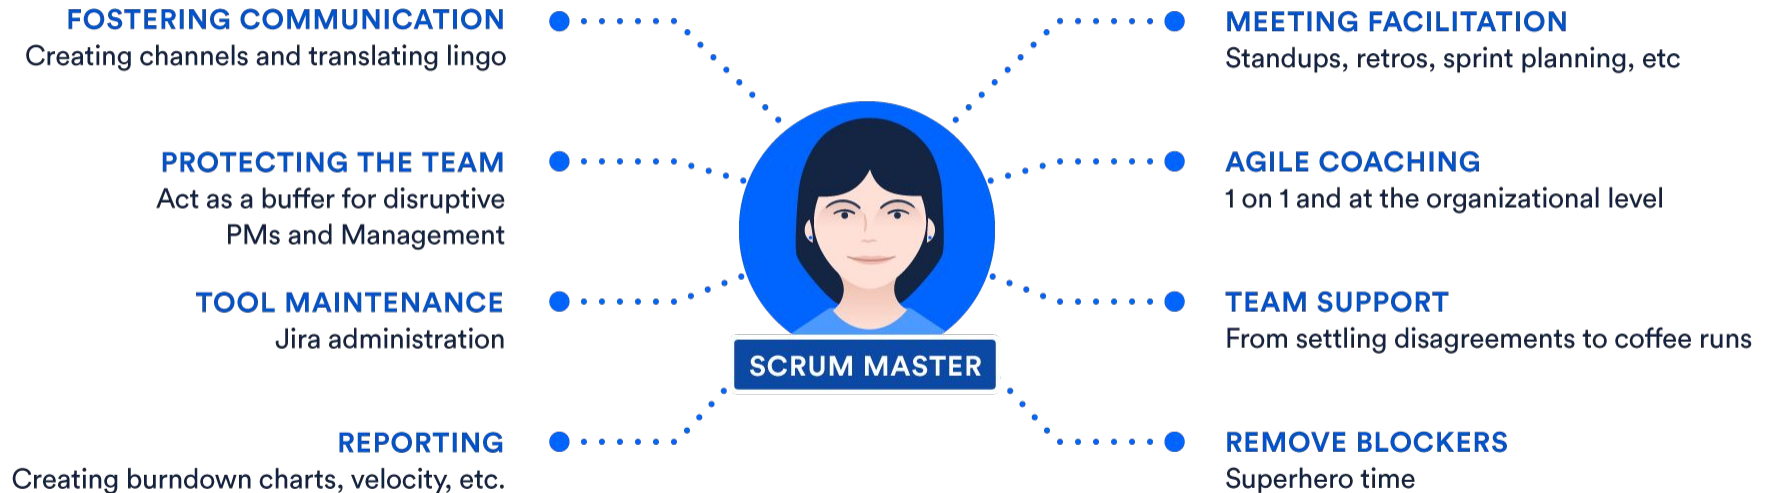 FOSTERING COMMUNICATION
Creating channels and translating lingo
PROTECTING THE TEAM
Act as a buffer for disruptive
PMs and Management
TOOL MAINTENANCE
Jira administration
REPORTING
Creating burndown charts, velocity, etc.
SCRUM MASTER
MEETING FACILITATION
Standups, retros, sprint planning, etc
AGILE COACHING
1 on 1 and at the organizational level
TEAM SUPPORT
From settling disagreements to coffee runs
REMOVE BLOCKERS
Superhero time